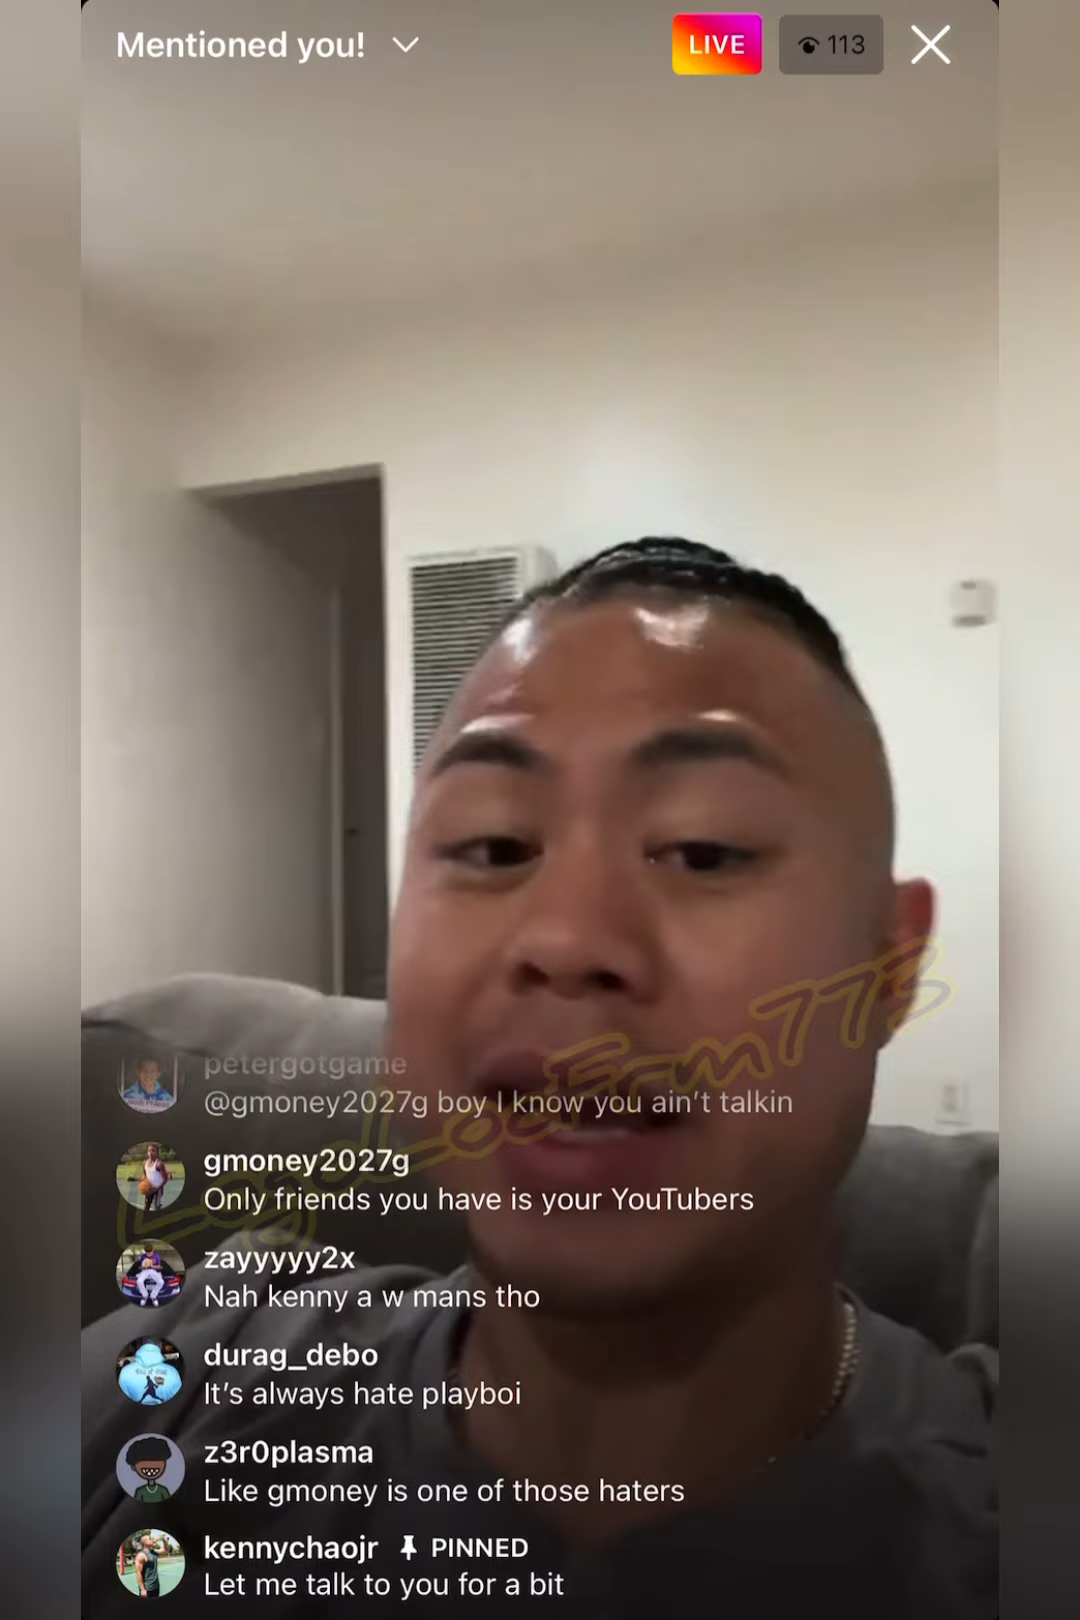 Mentioned you!
LIVE
113
petergotgame
@gmoney2027g boy I know you ain't talkin
gmoney2027g
Only friends you have is your YouTubers
zayyyyy2x
Nah kenny a w mans tho
durag_debo
It's always hate playboi
z3r0plasma
Like gmoney is one of those haters
kennychaojr PINNED
Let me talk to you for a bit